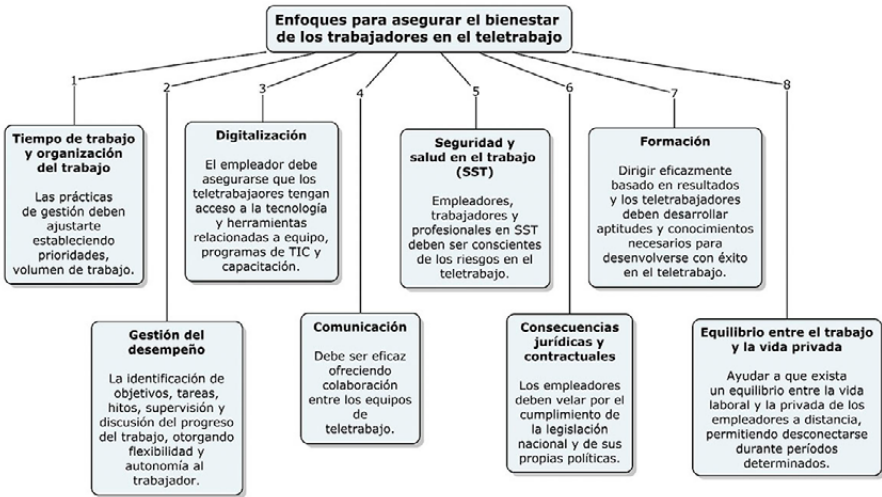 Enfoques para asegurar el bienestar
de los trabajadores en el teletrabajo
1
Tiempo de trabajo
y organización
del trabajo
Las prácticas
de gestión deben
ajustarte
estableciendo
prioridades,
volumen de trabajo.
2
Gestión del
desempeño
La identificación de
objetivos, tareas,
hitos, supervisión y
discusión del progreso
del trabajo, otorgando
flexibilidad y
autonomía al
trabajador.
3
Digitalización
El empleador debe
asegurarse que los
teletrabajaores tengan
acceso a la tecnología
y herramientas
relacionadas a equipo,
programas de TIC y
capacitación.
4
Comunicación
Debe ser eficaz
ofreciendo
colaboración
entre los equipos
de
teletrabajo.
5
Seguridad y
salud en el trabajo
(SST)
Empleadores,
trabajadores y
profesionales en SST
deben ser conscientes
de los riesgos en el
teletrabajo.
6
Consecuencias
jurídicas y
contractuales
Los empleadores
deben velar por el
cumplimiento de
la legislación
nacional y de sus
propias políticas.
7
Formación
Dirigir eficazmente
basado en resultados
y los teletrabajadores
deben desarrollar
aptitudes y conocimientos
necesarios para
desenvolverse con éxito
en el teletrabajo.
8
Equilibrio entre el trabajo
y la vida privada
Ayudar a que exista
un equilibrio entre la vida
laboral y la privada de los
empleadores a distancia,
permitiendo desconectarse
durante períodos
determinados.